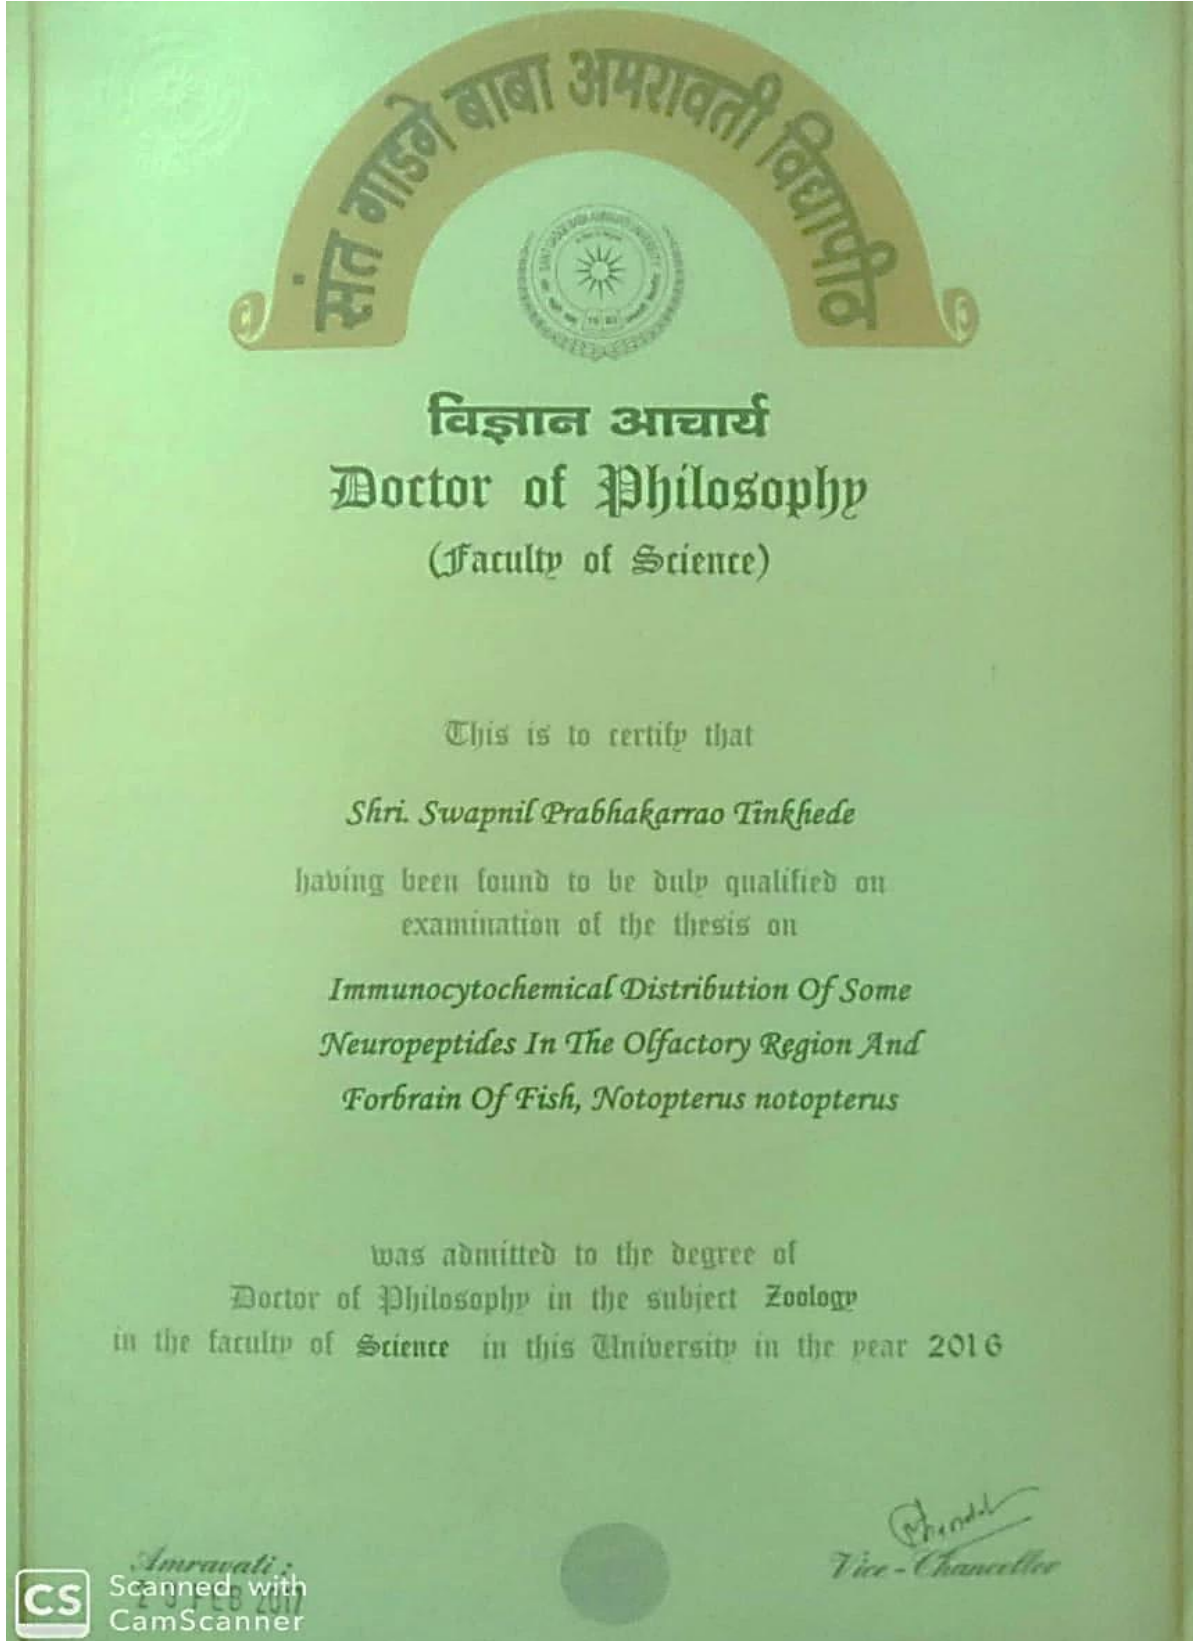 संत गाडगे बाबा अमरावती विद्यापीठ
विज्ञान आचार्य
Doctor of Philosophy
(Faculty of Science)
This is to certify that
Shri. Swapnil Prabhakarrao Tinkhede
having been found to be duly qualified on
examination of the thesis on
Immunocytochemical Distribution Of Some
Neuropeptides In The Olfactory Region And
Forbrain Of Fish, Notopterus notopterus
was admitted to the degree of
Doctor of Philosophy in the subject Zoology
in the faculty of Science in this University in the year 2016
Amravati :
FEB 2017
Vice-Chancellor
CS
Scanned with
CamScanner